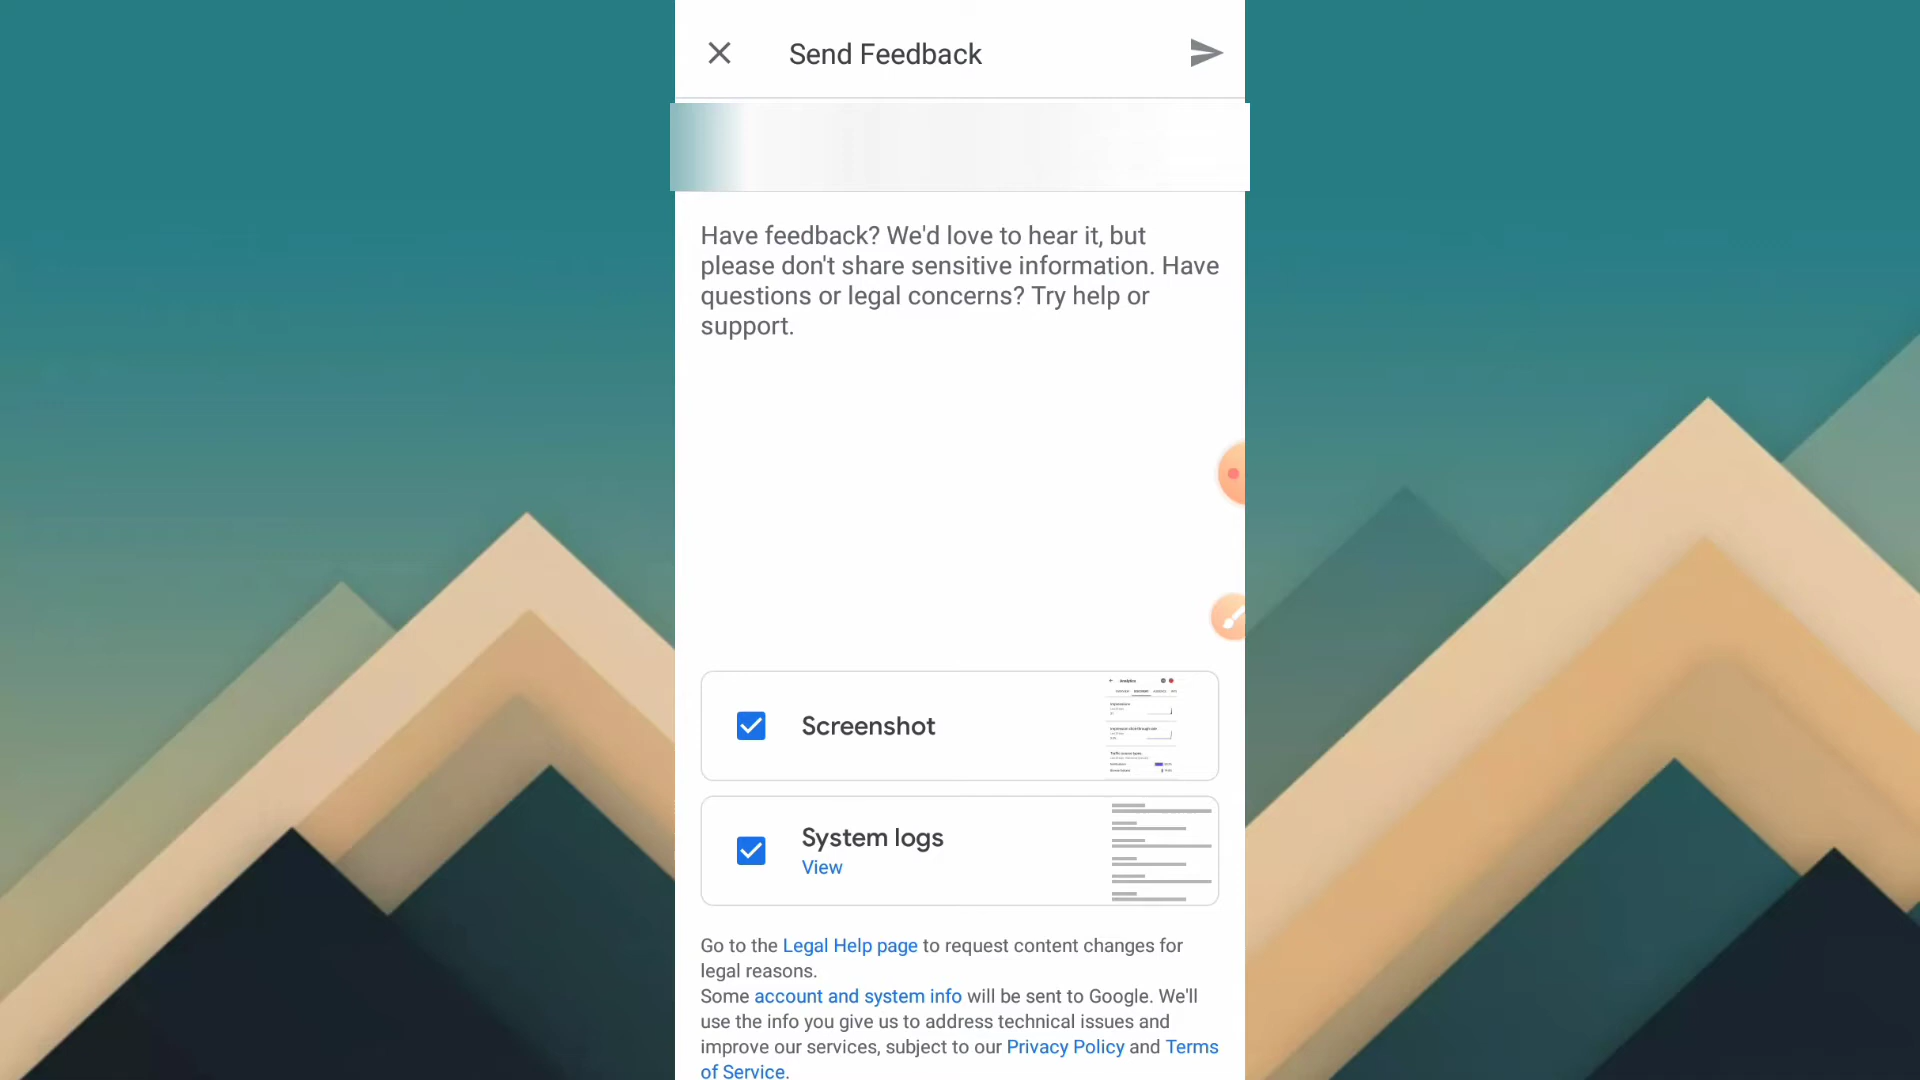 Send Feedback
Have feedback? We'd love to hear it, but
please don't share sensitive information. Have
questions or legal concerns? Try help or
support.
Screenshot
Analytics
System logs
View
Go to the Legal Help page to request content changes for
legal reasons.
Some account and system info will be sent to Google. We'll
use the info you give us to address technical issues and
improve our services, subject to our Privacy Policy and Terms
of Service.